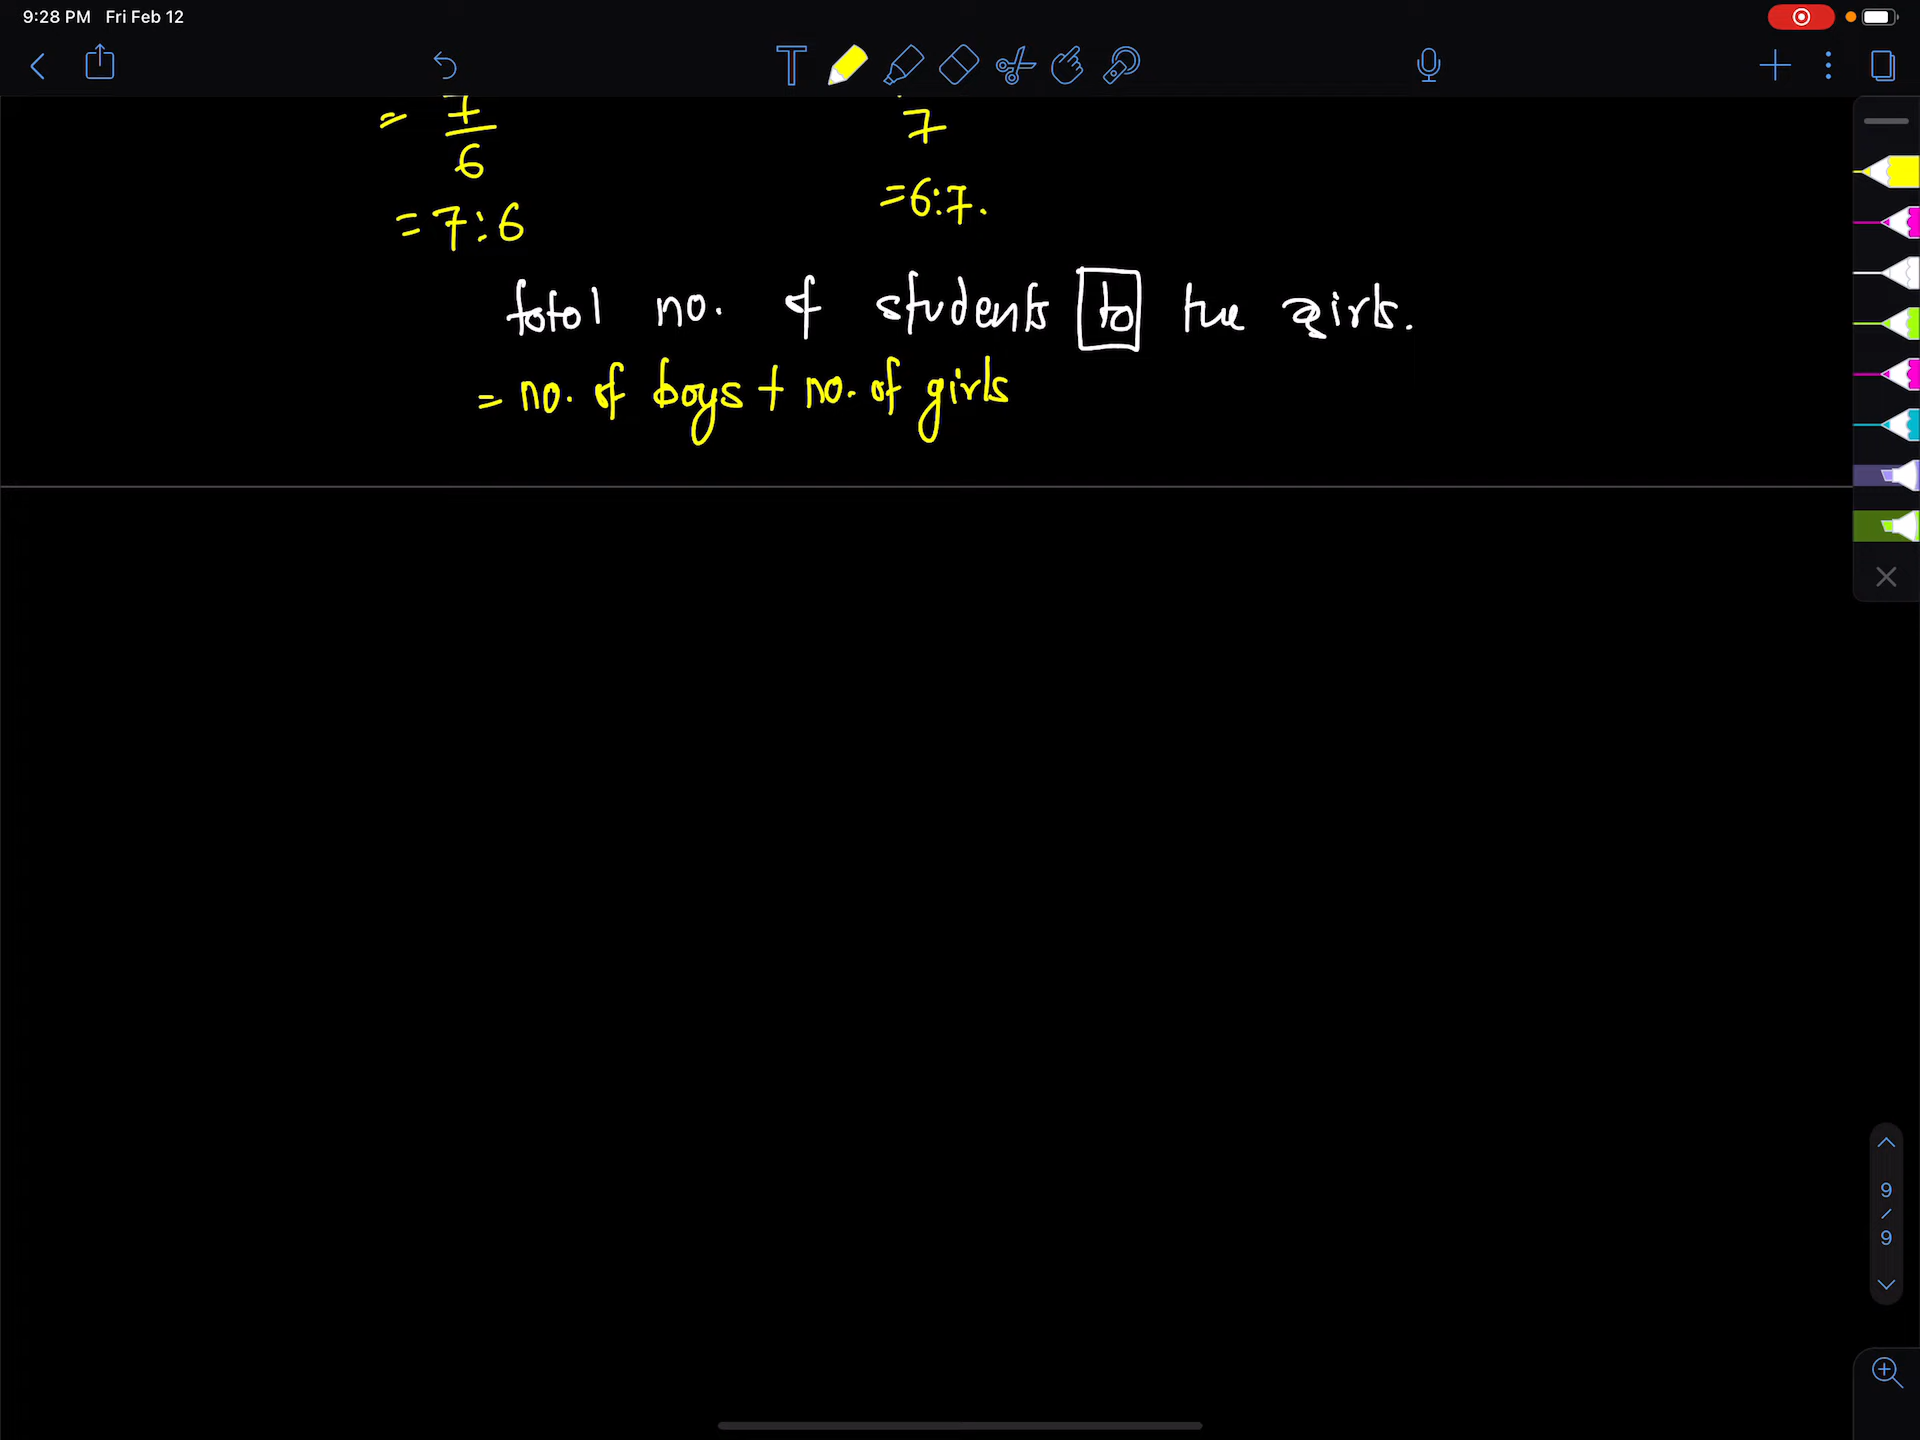 9:28 PM Fri Feb 12
T
= 7
6
= 7:6
7
=6:7.
total no. of students to the girls.
= no. of boys + no. of girls
9
/
9